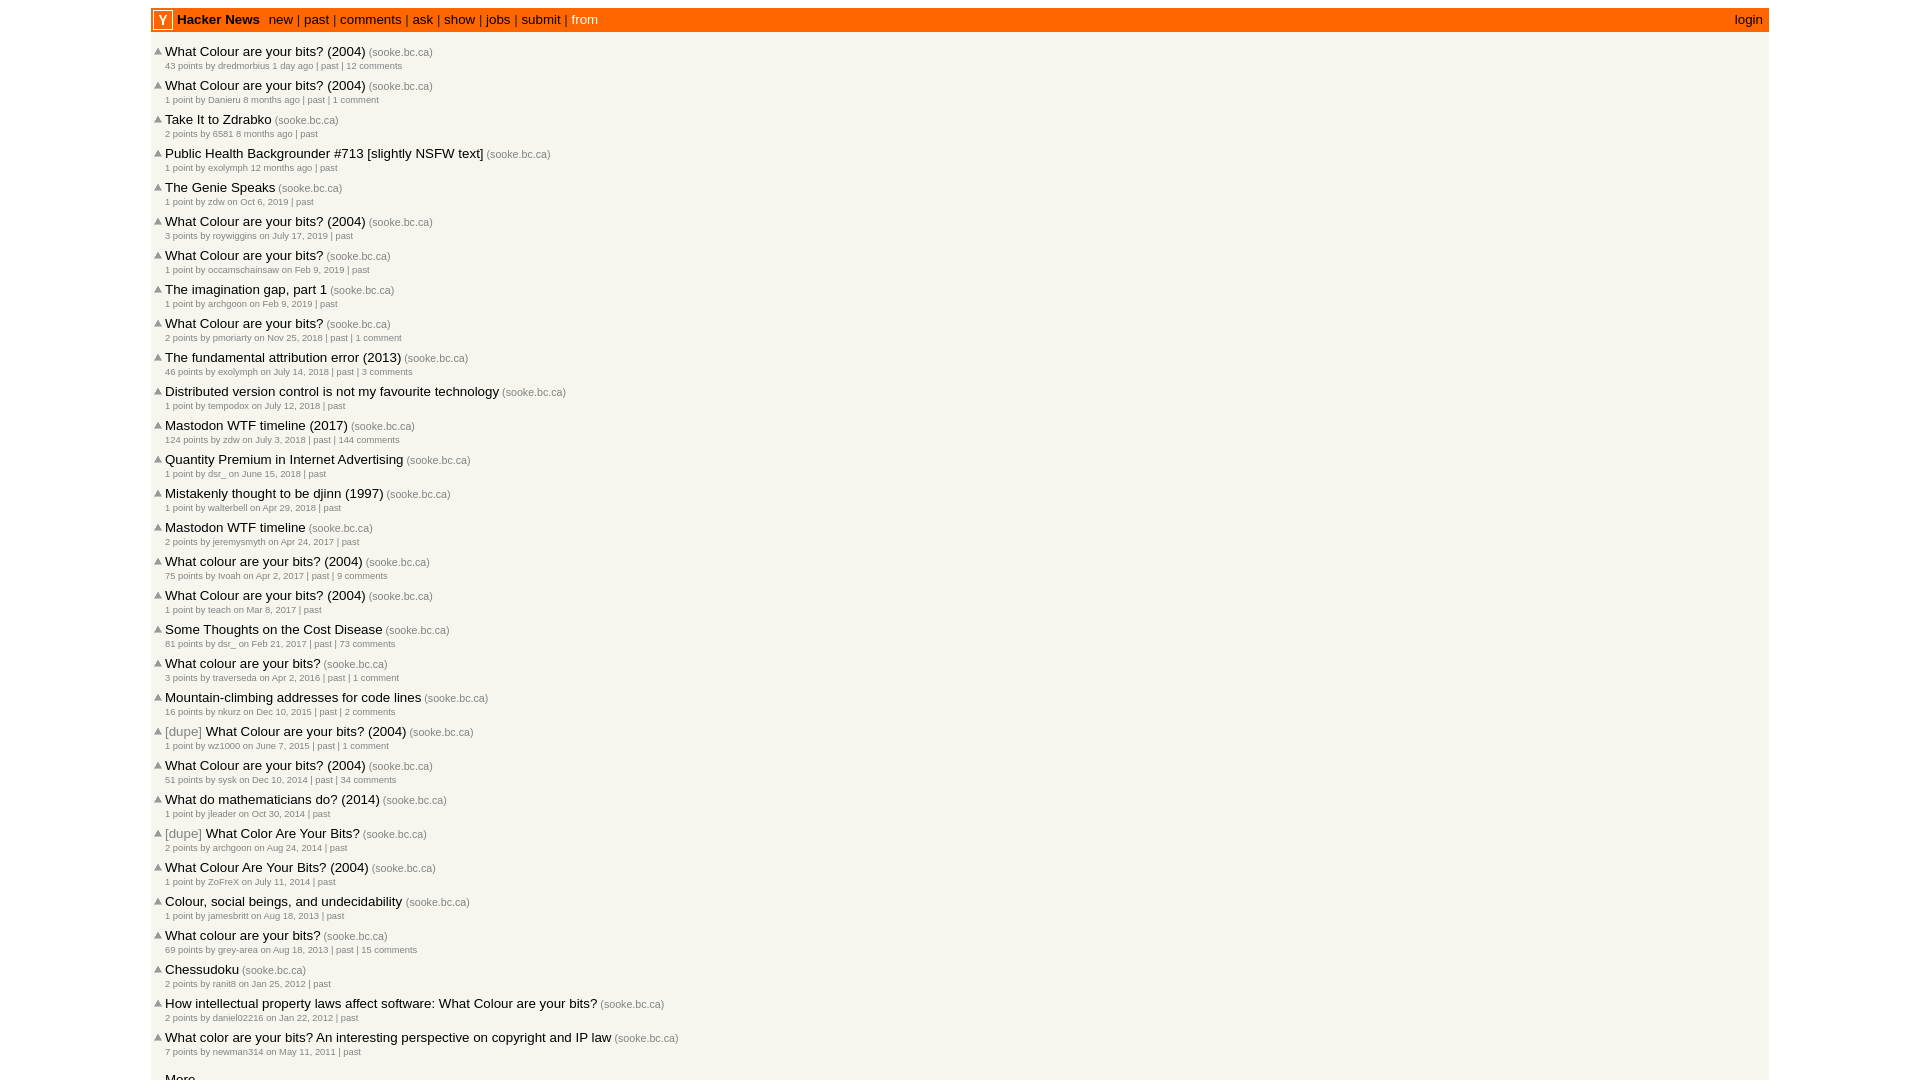 Y Hacker News new | past | comments | ask | show | jobs | submit | from login
What Colour are your bits? (2004) (sooke.bc.ca)
43 points by dredmorbius 1 day ago | past | 12 comments
What Colour are your bits? (2004) (sooke.bc.ca)
1 point by Danieru 8 months ago | past | 1 comment
Take It to Zdrabko (sooke.bc.ca)
2 points by 6581 8 months ago | past
Public Health Backgrounder #713 [slightly NSFW text] (sooke.bc.ca)
1 point by exolymph 12 months ago | past
The Genie Speaks (sooke.bc.ca)
1 point by zdw on Oct 6, 2019 | past
What Colour are your bits? (2004) (sooke.bc.ca)
3 points by roywiggins on July 17, 2019 | past
What Colour are your bits? (sooke.bc.ca)
1 point by occamschainsaw on Feb 9, 2019 | past
The imagination gap, part 1 (sooke.bc.ca)
1 point by archgoon on Feb 9, 2019 | past
What Colour are your bits? (sooke.bc.ca)
2 points by pmoriarty on Nov 25, 2018 | past | 1 comment
The fundamental attribution error (2013) (sooke.bc.ca)
46 points by exolymph on July 14, 2018 | past | 3 comments
Distributed version control is not my favourite technology (sooke.bc.ca)
1 point by tempodox on July 12, 2018 | past
Mastodon WTF timeline (2017) (sooke.bc.ca)
124 points by zdw on July 3, 2018 | past | 144 comments
Quantity Premium in Internet Advertising (sooke.bc.ca)
1 point by dsr_ on June 15, 2018 | past
Mistakenly thought to be djinn (1997) (sooke.bc.ca)
1 point by walterbell on Apr 29, 2018 | past
Mastodon WTF timeline (sooke.bc.ca)
2 points by jeremysmyth on Apr 24, 2017 | past
What colour are your bits? (2004) (sooke.bc.ca)
75 points by Ivoah on Apr 2, 2017 | past | 9 comments
What Colour are your bits? (2004) (sooke.bc.ca)
1 point by teach on Mar 8, 2017 | past
Some Thoughts on the Cost Disease (sooke.bc.ca)
81 points by dsr_ on Feb 21, 2017 | past | 73 comments
What colour are your bits? (sooke.bc.ca)
3 points by traverseda on Apr 2, 2016 | past | 1 comment
Mountain-climbing addresses for code lines (sooke.bc.ca)
16 points by nkurz on Dec 10, 2015 | past | 2 comments
[dupe] What Colour are your bits? (2004) (sooke.bc.ca)
1 point by wz1000 on June 7, 2015 | past | 1 comment
What Colour are your bits? (2004) (sooke.bc.ca)
51 points by sysk on Dec 10, 2014 | past | 34 comments
What do mathematicians do? (2014) (sooke.bc.ca)
1 point by jleader on Oct 30, 2014 | past
[dupe] What Color Are Your Bits? (sooke.bc.ca)
2 points by archgoon on Aug 24, 2014 | past
What Colour Are Your Bits? (2004) (sooke.bc.ca)
1 point by ZoFreX on July 11, 2014 | past
Colour, social beings, and undecidability (sooke.bc.ca)
1 point by jamesbritt on Aug 18, 2013 | past
What colour are your bits? (sooke.bc.ca)
69 points by grey-area on Aug 18, 2013 | past | 15 comments
Chessudoku (sooke.bc.ca)
2 points by ranit8 on Jan 25, 2012 | past
How intellectual property laws affect software: What Colour are your bits? (sooke.bc.ca)
2 points by daniel02216 on Jan 22, 2012 | past
What color are your bits? An interesting perspective on copyright and IP law (sooke.bc.ca)
7 points by newman314 on May 11, 2011 | past
More